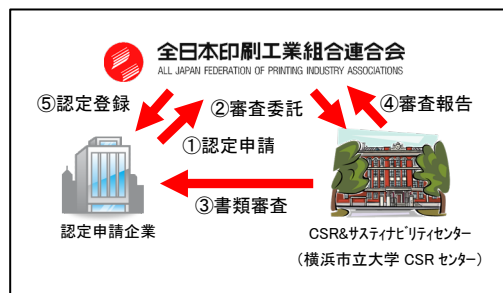 全日本印刷工業組合連合会
ALL JAPAN FEDERATION OF PRINTING INDUSTRY ASSOCIATIONS
⑤認定登録
②審査委託
④審査報告
①認定申請
③書類審査
認定申請企業
CSR&サスティナビリティセンター
(横浜市立大学 CSR センター)